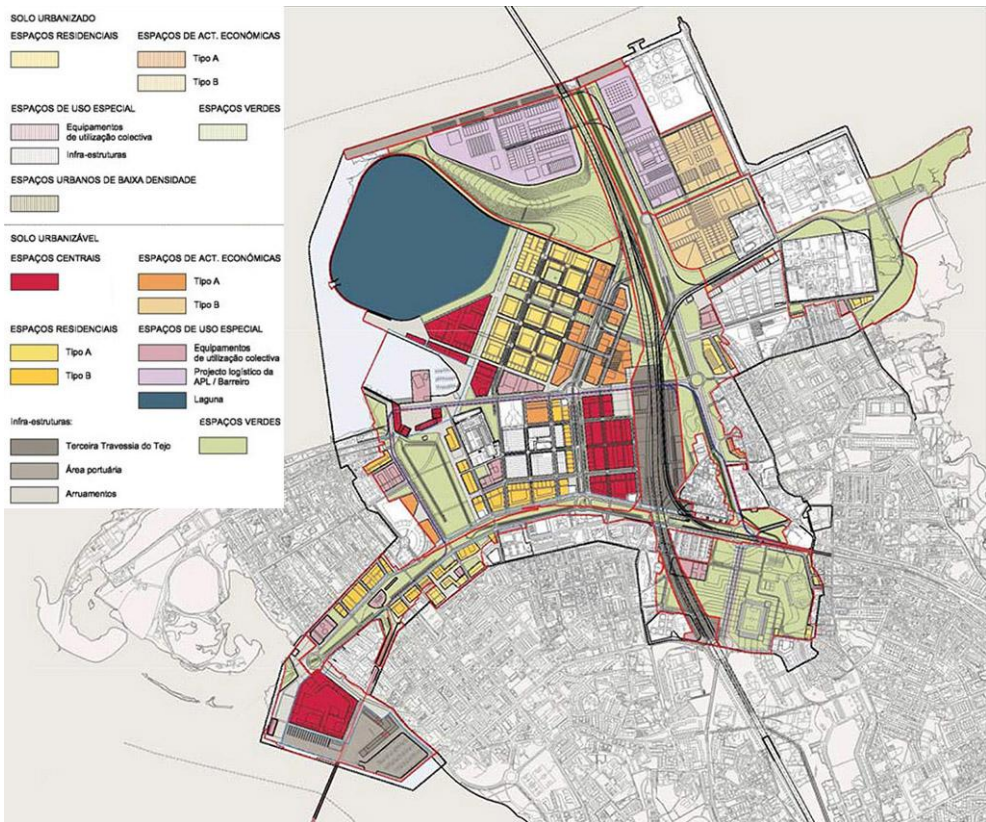 SOLO URBANIZADO
ESPAÇOS RESIDENCIAIS
ESPAÇOS DE ACT. ECONÓMICAS
Tipo A
Tipo B
ESPAÇOS DE USO ESPECIAL
ESPAÇOS VERDES
Equipamentos
de utilização colectiva
Infra-estruturas
ESPAÇOS URBANOS DE BAIXA DENSIDADE
SOLO URBANIZÁVEL
ESPAÇOS CENTRAIS
ESPAÇOS DE ACT. ECONÓMICAS
Tipo A
Tipo B
ESPAÇOS RESIDENCIAIS
ESPAÇOS DE USO ESPECIAL
Tipo A
Equipamentos
de utilização colectiva
Tipo B
Projecto logístico da
APL / Barreiro
Laguna
Infra-estruturas:
ESPAÇOS VERDES
Terceira Travessia do Tejo
Área portuária
Arruamentos